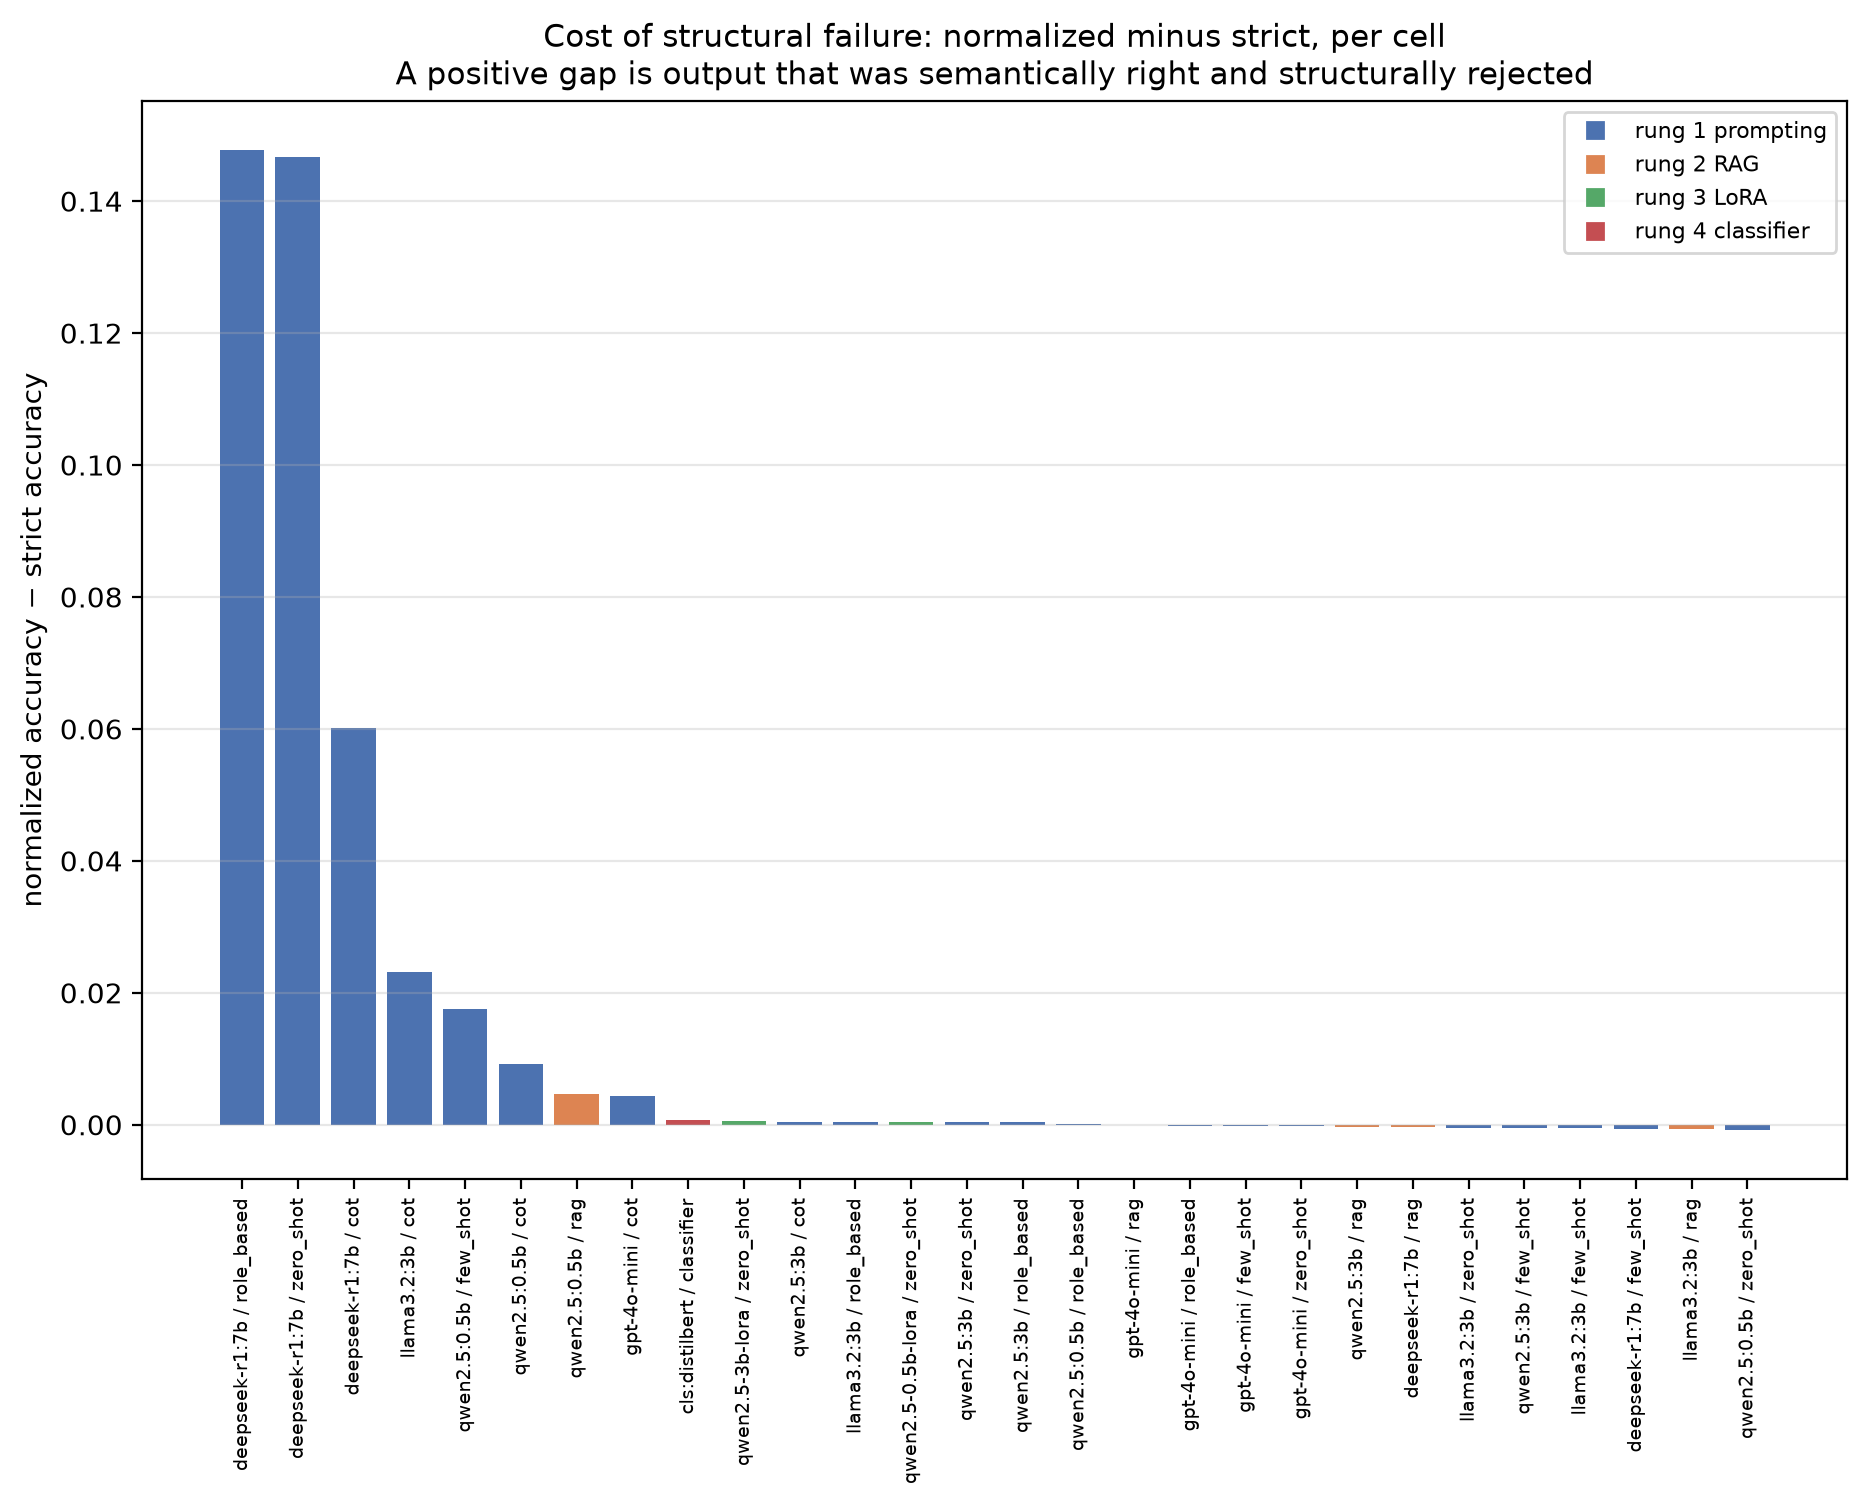 Cost of structural failure: normalized minus strict, per cell
A positive gap is output that was semantically right and structurally rejected
rung 1 prompting
rung 2 RAG
rung 3 LoRA
rung 4 classifier
normalized accuracy − strict accuracy
0.14
0.12
0.10
0.08
0.06
0.04
0.02
0.00
deepseek-r1:7b / role_based
deepseek-r1:7b / zero_shot
deepseek-r1:7b / cot
llama3.2:3b / cot
qwen2.5:0.5b / few_shot
qwen2.5:0.5b / cot
qwen2.5:0.5b / rag
gpt-4o-mini / cot
cls:distilbert / classifier
qwen2.5-3b-lora / zero_shot
qwen2.5:3b / cot
llama3.2:3b / role_based
qwen2.5-0.5b-lora / zero_shot
qwen2.5:3b / zero_shot
qwen2.5:3b / role_based
qwen2.5:0.5b / role_based
gpt-4o-mini / rag
gpt-4o-mini / role_based
gpt-4o-mini / few_shot
gpt-4o-mini / zero_shot
qwen2.5:3b / rag
deepseek-r1:7b / rag
llama3.2:3b / zero_shot
qwen2.5:3b / few_shot
llama3.2:3b / few_shot
deepseek-r1:7b / few_shot
llama3.2:3b / rag
qwen2.5:0.5b / zero_shot